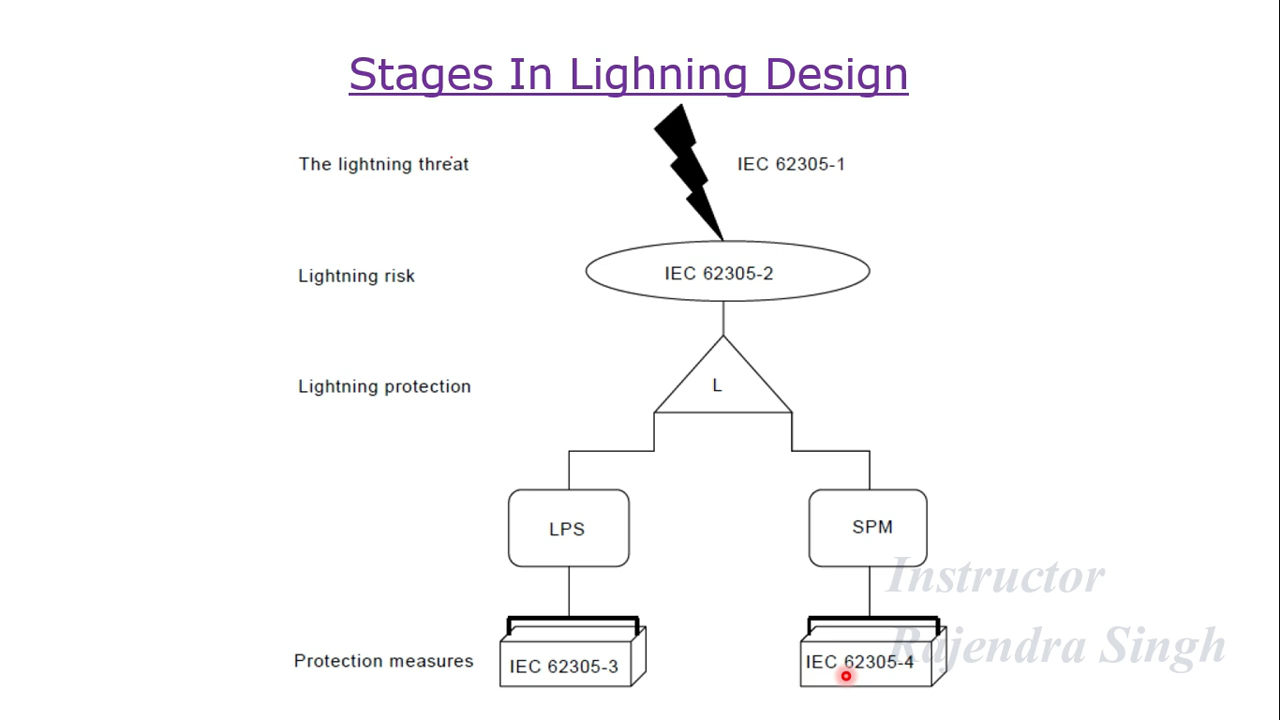 Stages In Lighning Design
The lightning threat
IEC 62305-1
Lightning risk
IEC 62305-2
Lightning protection
L
LPS
SPM
Instructor
Rajendra Singh
Protection measures
IEC 62305-3
IEC 62305-4